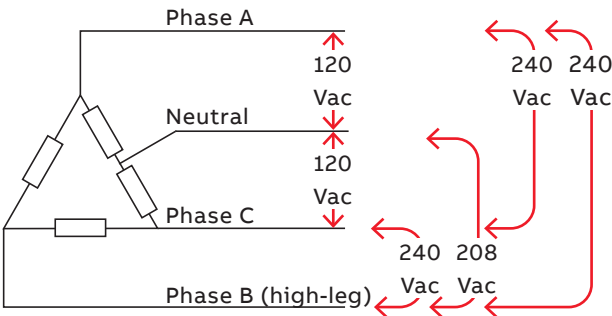 Phase A
120
Vac
240 240
Vac Vac
Neutral
120
Vac
Phase C
240 208
Vac Vac
Phase B (high-leg)